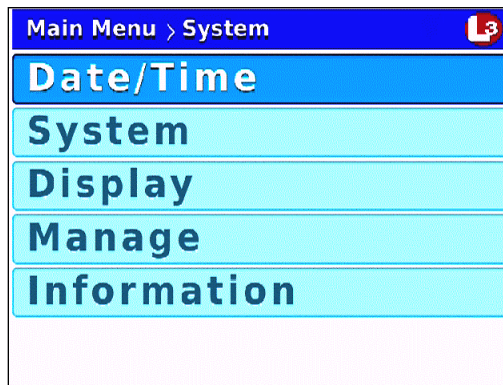 Main Menu > System
L3
Date/Time
System
Display
Manage
Information